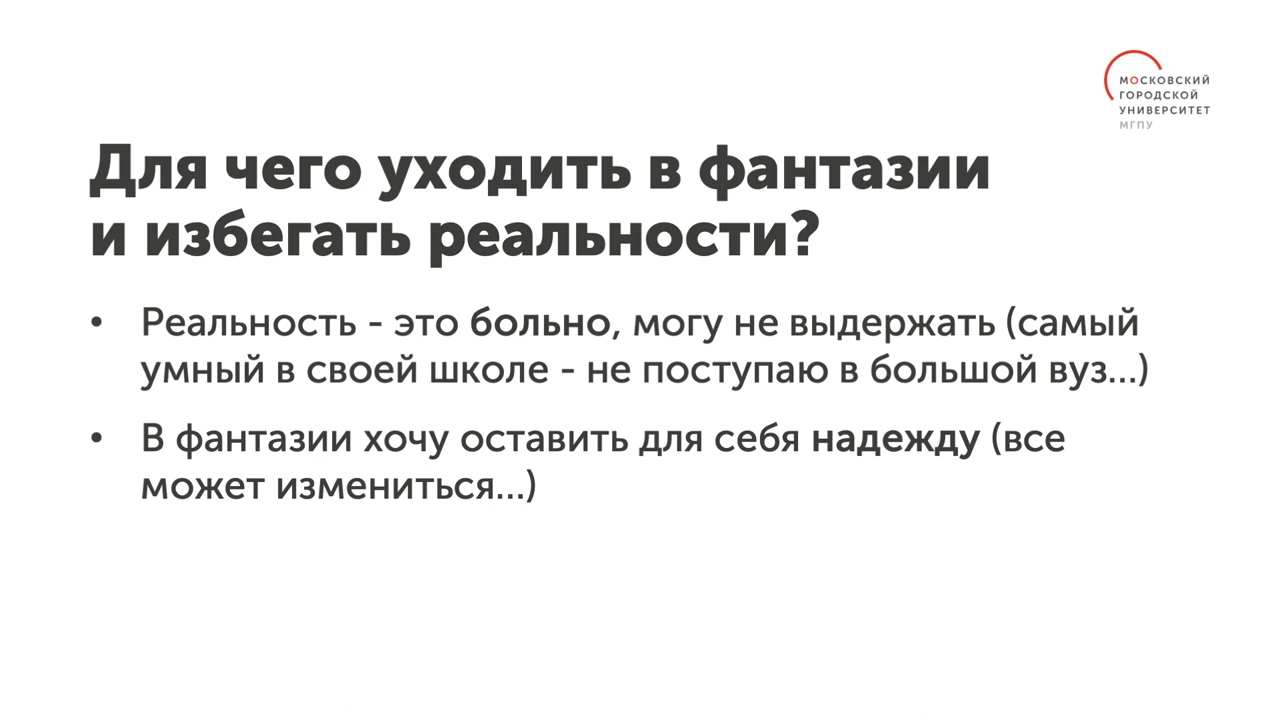 МОСКОВСКИЙ
ГОРОДСКОЙ
УНИВЕРСИТЕТ
МГПУ
Для чего уходить в фантазии
и избегать реальности?
• Реальность - это больно, могу не выдержать (самый
умный в своей школе - не поступаю в большой вуз...)
• В фантазии хочу оставить для себя надежду (все
может измениться...)